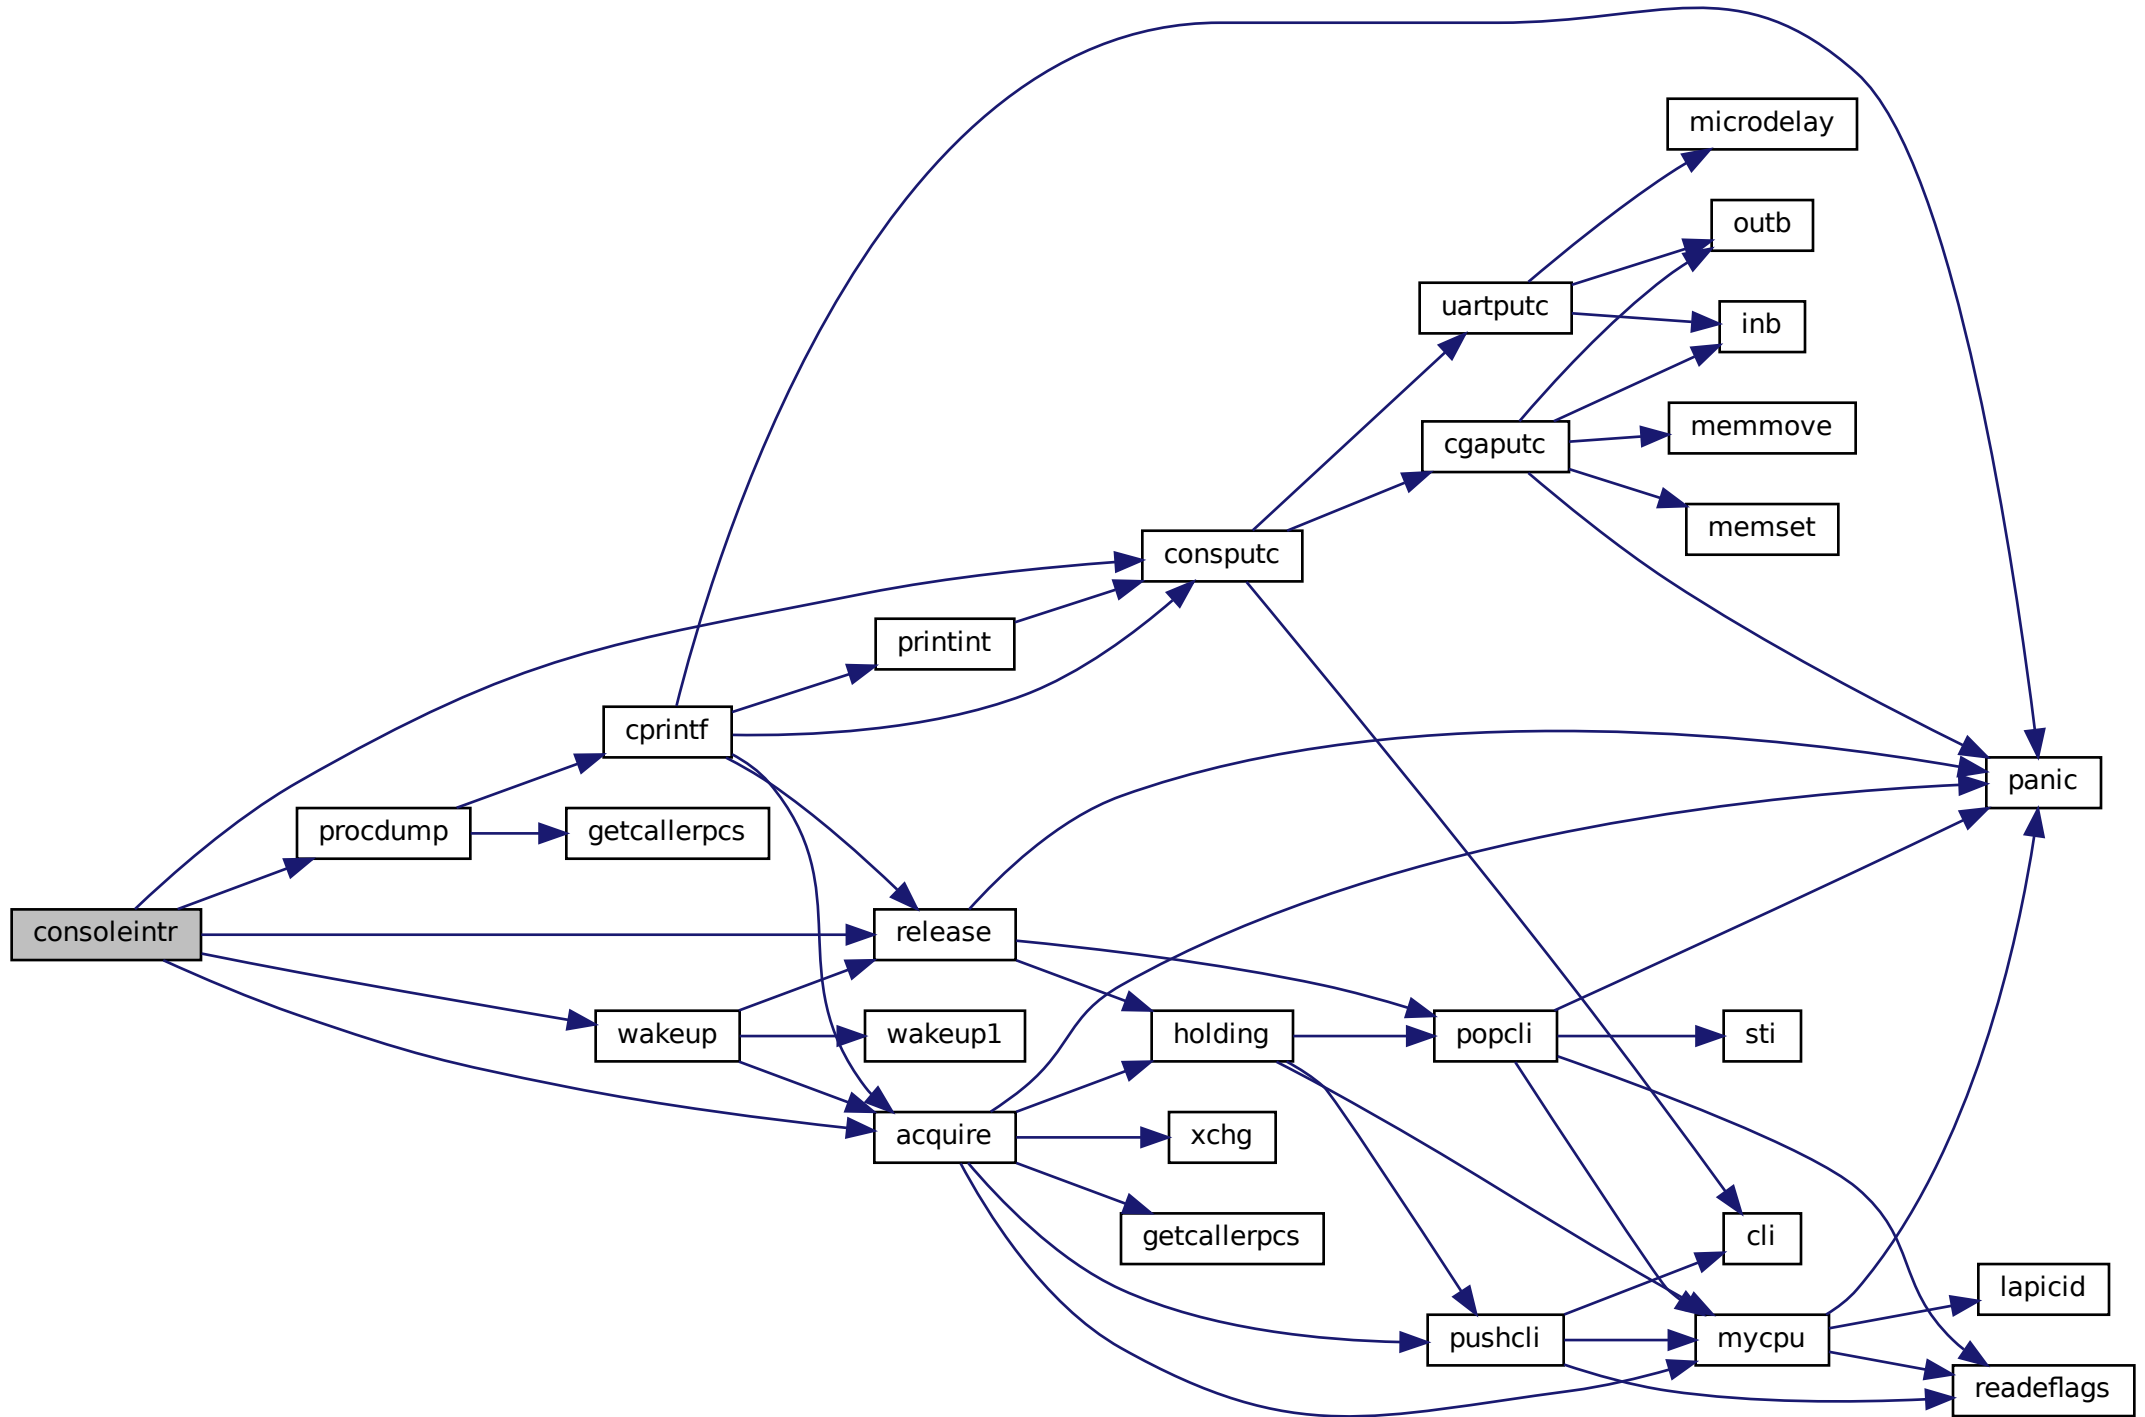 microdelay
outb
uartputc
inb
memmove
cgaputc
memset
consputc
printint
cprintf
panic
procdump
getcallerpcs
consoleintr
release
wakeup
wakeup1
holding
popcli
sti
acquire
xchg
getcallerpcs
cli
lapicid
pushcli
mycpu
readeflags